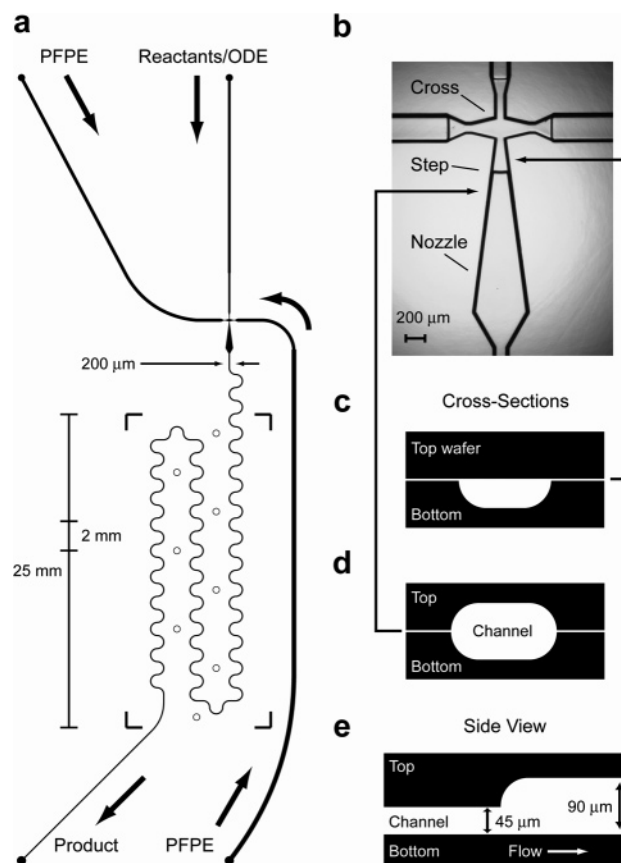 a
PFPE
Reactants/ODE
200 μm
2 mm
25 mm
Product
PFPE
b
Cross
Step
Nozzle
200 μm
c
Cross-Sections
Top wafer
Bottom
d
Top
Channel
Bottom
e
Side View
Top
90 μm
Channel
45 μm
Bottom
Flow